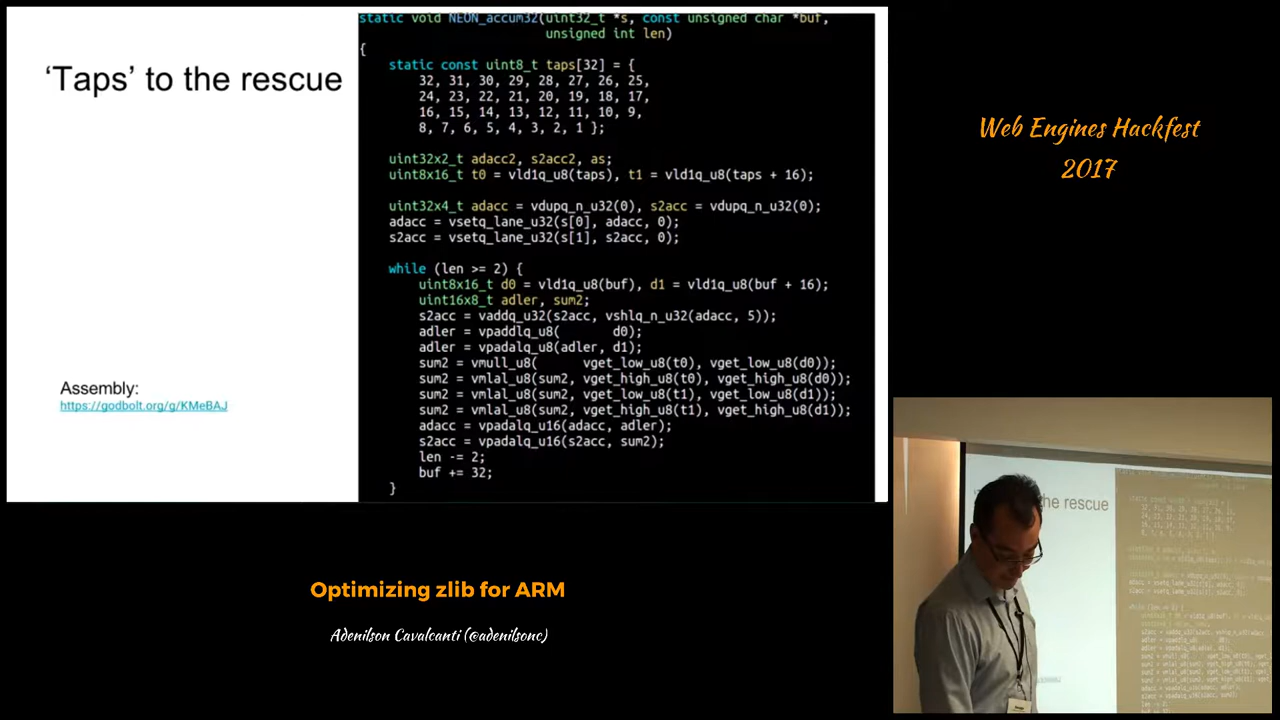 ‘Taps’ to the rescue
static void NEON_accum32(uint32_t *s, const unsigned char *buf,
unsigned int len)
{
static const uint8_t taps[32] = {
32, 31, 30, 29, 28, 27, 26, 25,
24, 23, 22, 21, 20, 19, 18, 17,
16, 15, 14, 13, 12, 11, 10, 9,
8, 7, 6, 5, 4, 3, 2, 1 };
uint32x2_t adacc2, s2acc2, as;
uint8x16_t t0 = vld1q_u8(taps), t1 = vld1q_u8(taps + 16);
uint32x4_t adacc = vdupq_n_u32(0), s2acc = vdupq_n_u32(0);
adacc = vsetq_lane_u32(s[0], adacc, 0);
s2acc = vsetq_lane_u32(s[1], s2acc, 0);
while (len >= 2) {
uint8x16_t d0 = vld1q_u8(buf), d1 = vld1q_u8(buf + 16);
uint16x8_t adler, sum2;
s2acc = vaddq_u32(s2acc, vshlq_n_u32(adacc, 5));
adler = vpaddlq_u8( d0);
adler = vpadalq_u8(adler, d1);
sum2 = vmull_u8( vget_low_u8(t0), vget_low_u8(d0));
sum2 = vmlal_u8(sum2, vget_high_u8(t0), vget_high_u8(d0));
sum2 = vmlal_u8(sum2, vget_low_u8(t1), vget_low_u8(d1));
sum2 = vmlal_u8(sum2, vget_high_u8(t1), vget_high_u8(d1));
adacc = vpadalq_u16(adacc, adler);
s2acc = vpadalq_u16(s2acc, sum2);
len -= 2;
buf += 32;
}
Assembly:
https://godbolt.org/g/KMeBAJ
Web Engines Hackfest
2017
Optimizing zlib for ARM
Adenilson Cavalcanti (@adenilsonc)
the rescue